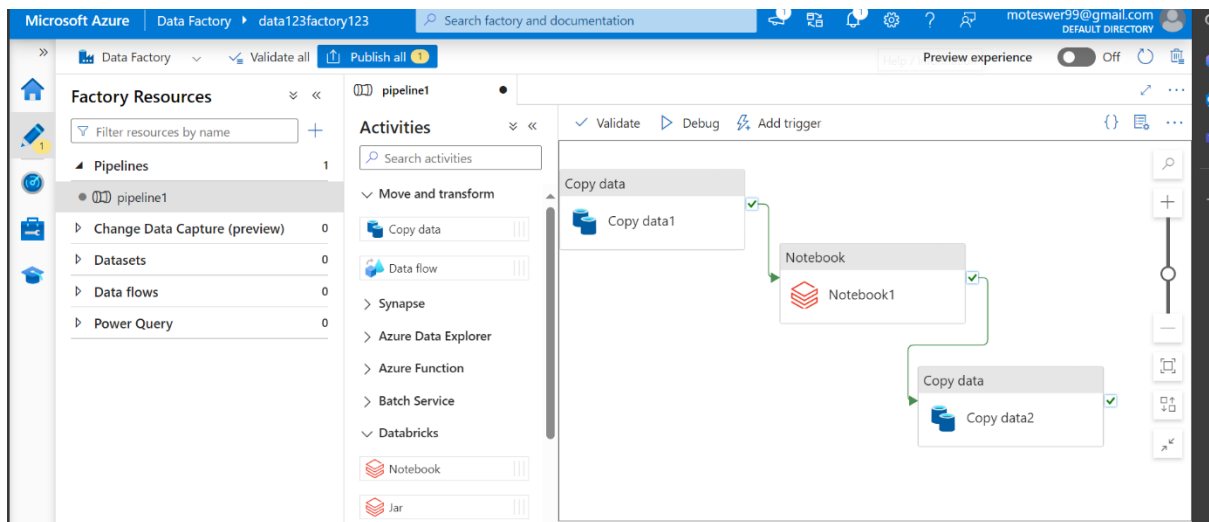 Microsoft Azure
Data Factory
data123factory123
Search factory and documentation
1
1
moteswer99@gmail.com
DEFAULT DIRECTORY
Data Factory
Validate all
Publish all 1
Preview experience
Off
1
Factory Resources
Filter resources by name
Pipelines 1
pipeline1
Change Data Capture (preview) 0
Datasets 0
Data flows 0
Power Query 0
pipeline1
Activities
Search activities
Move and transform
Copy data
Data flow
Synapse
Azure Data Explorer
Azure Function
Batch Service
Databricks
Notebook
Jar
Validate
Debug
Add trigger
Copy data
Copy data1
Notebook
Notebook1
Copy data
Copy data2